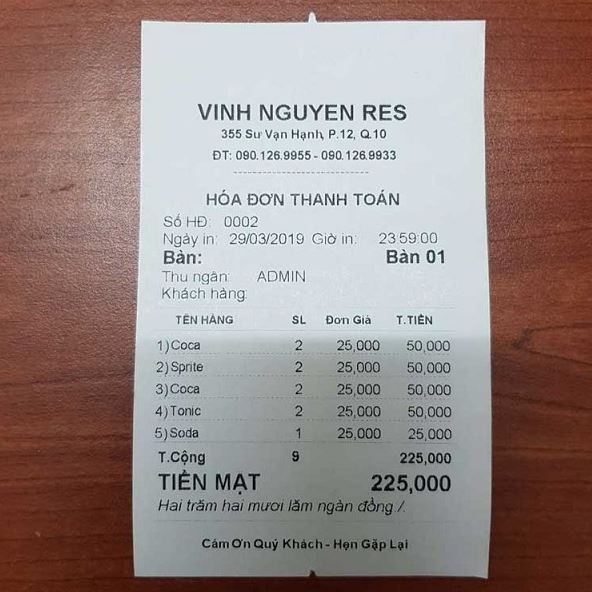 VINH NGUYEN RES
355 Sư Vạn Hạnh, P.12, Q.10
ĐT: 090.126.9955 - 090.126.9933
HÓA ĐƠN THANH TOÁN
Số HĐ: 0002
Ngày in: 29/03/2019 Giờ in: 23:59:00
Bàn: Bàn 01
Thu ngân: ADMIN
Khách hàng:
TÊN HÀNG SL Đơn Giá T.TIỀN
1) Coca 2 25,000 50,000
2) Sprite 2 25,000 50,000
3) Coca 2 25,000 50,000
4) Tonic 2 25,000 50,000
5) Soda 1 25,000 25,000
T.Cộng 9 225,000
TIỀN MẶT 225,000
Hai trăm hai mươi lăm ngàn đồng./.
Cám Ơn Quý Khách - Hẹn Gặp Lại